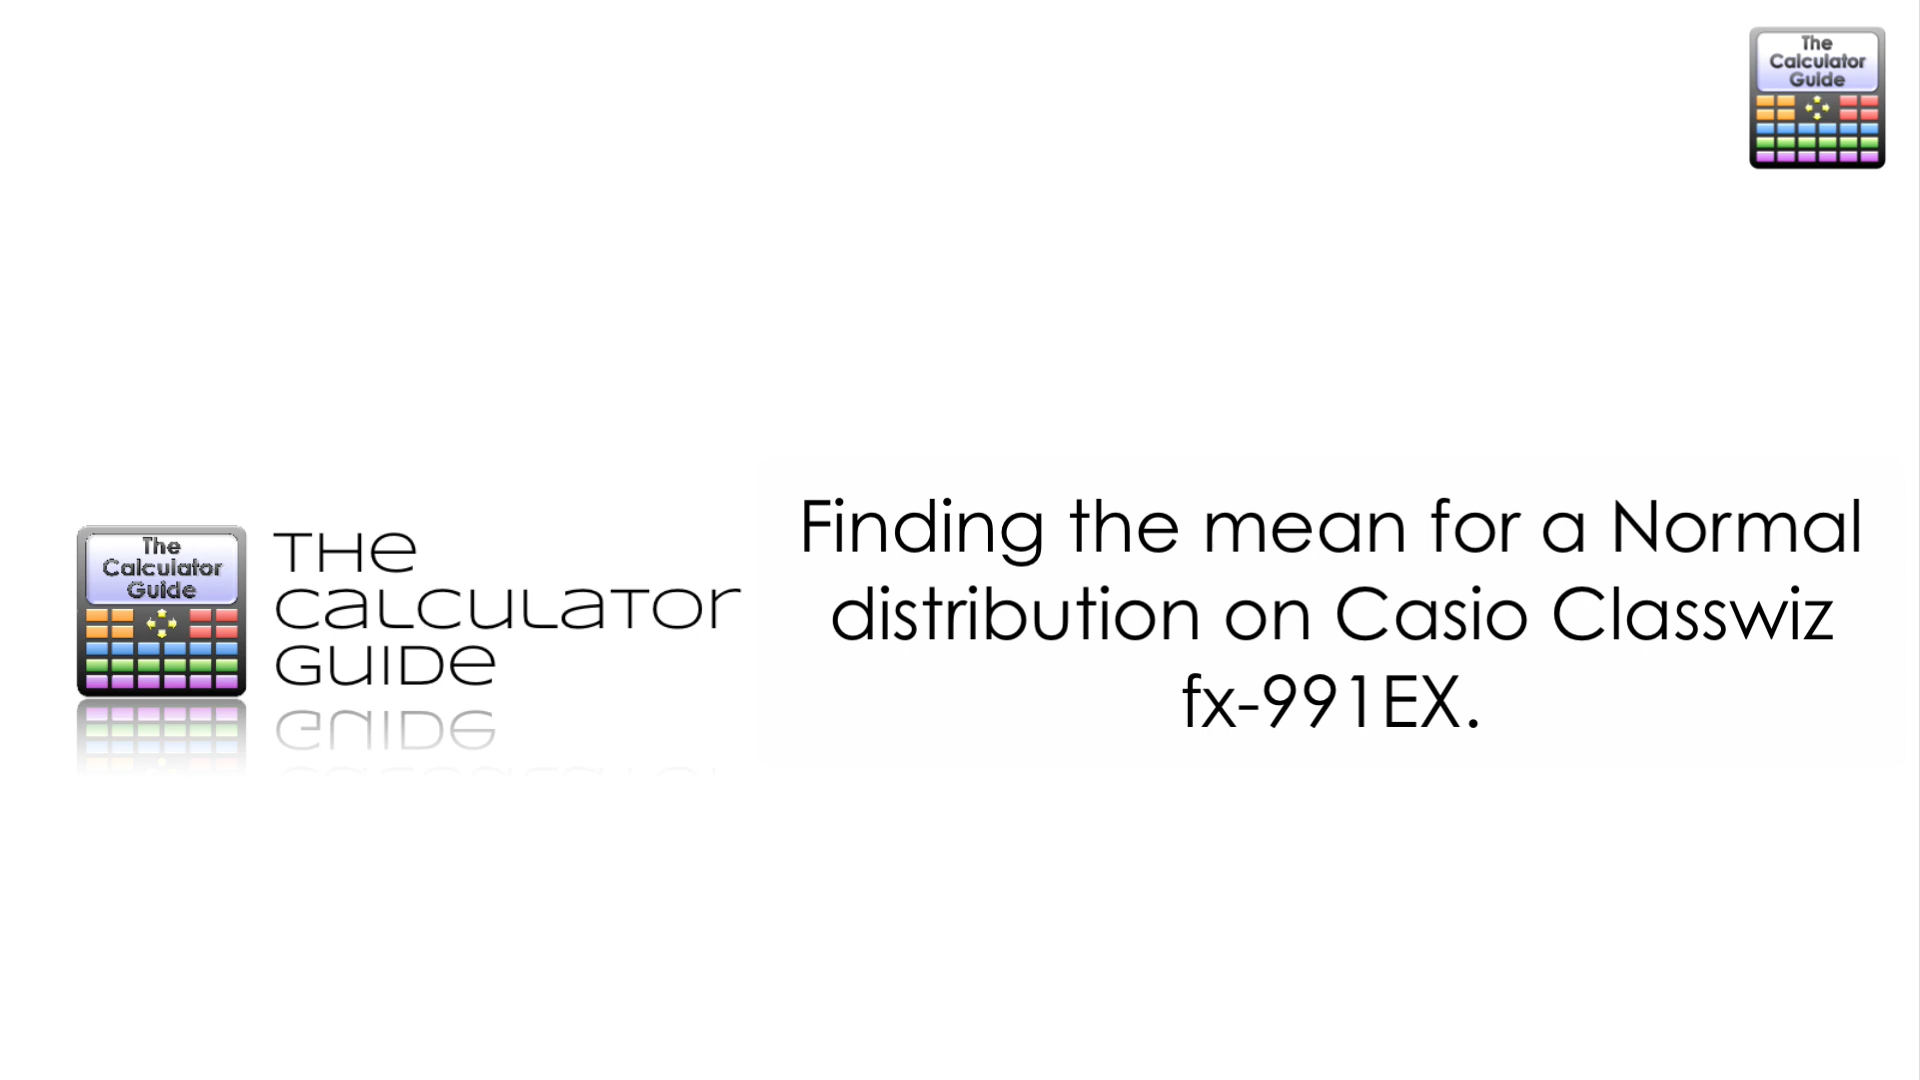 The
Calculator
Guide
The
Calculator
Guide
THe
CaLCULaTOr
GUIDe
Finding the mean for a Normal
distribution on Casio Classwiz
fx-991EX.